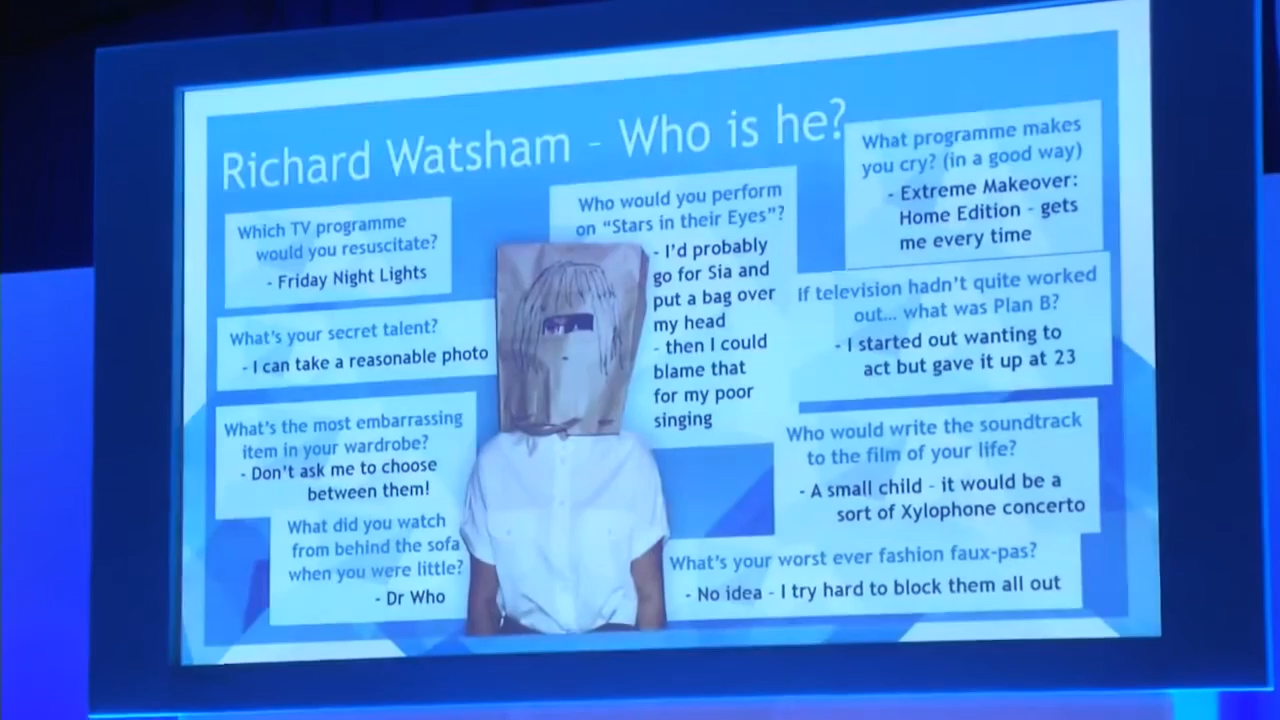 Richard Watsham – Who is he?
Which TV programme
would you resuscitate?
- Friday Night Lights
What's your secret talent?
- I can take a reasonable photo
What's the most embarrassing
item in your wardrobe?
- Don't ask me to choose
between them!
What did you watch
from behind the sofa
when you were little?
- Dr Who
Who would you perform
on "Stars in their Eyes"?
- I'd probably
go for Sia and
put a bag over
my head
- then I could
blame that
for my poor
singing
What programme makes
you cry? (in a good way)
- Extreme Makeover:
Home Edition - gets
me every time
If television hadn't quite worked
out... what was Plan B?
- I started out wanting to
act but gave it up at 23
Who would write the soundtrack
to the film of your life?
- A small child - it would be a
sort of Xylophone concerto
What's your worst ever fashion faux-pas?
- No idea - I try hard to block them all out